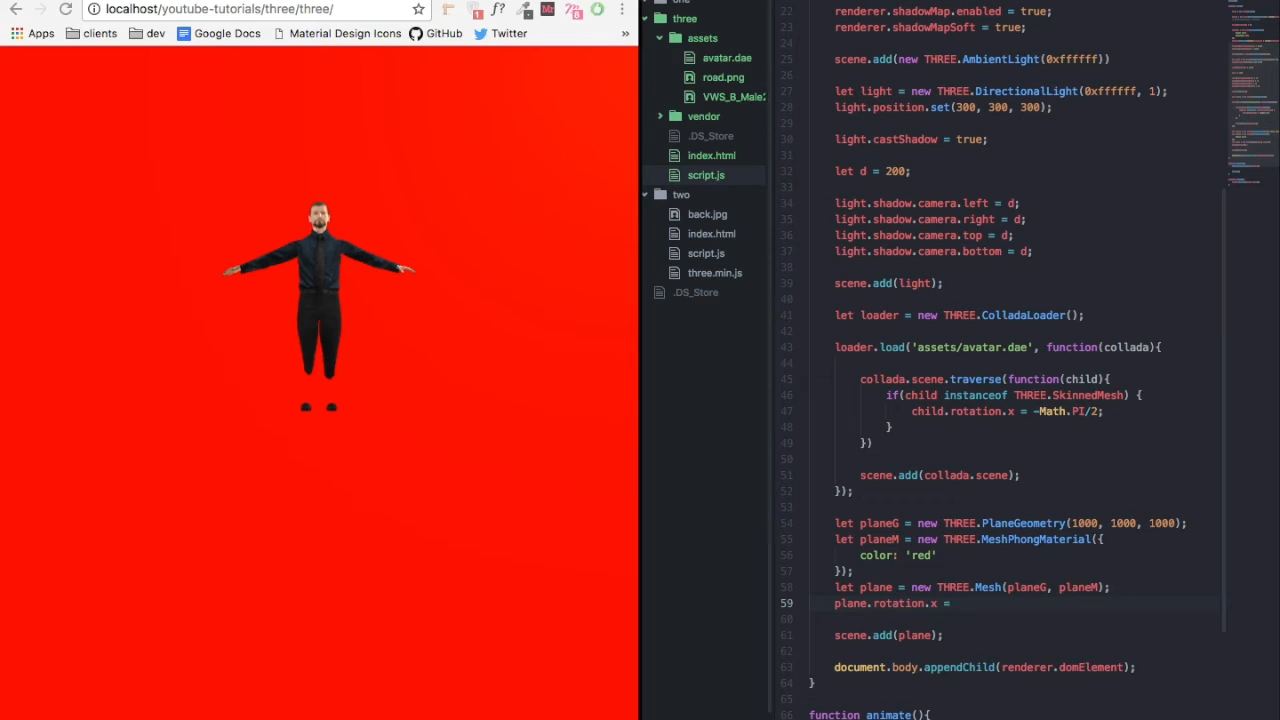 localhost/youtube-tutorials/three/three/
f?
1
Mr
8
Apps
clients
dev
Google Docs
Material Design Icons
GitHub
Twitter
»
three
assets
avatar.dae
road.png
VWS_B_Male
vendor
.DS_Store
index.html
script.js
two
back.jpg
index.html
script.js
three.min.js
.DS_Store
22 renderer.shadowMap.enabled = true;
23 renderer.shadowMapSoft = true;
24
25 scene.add(new THREE.AmbientLight(0xffffff))
26
27 let light = new THREE.DirectionalLight(0xffffff, 1);
28 light.position.set(300, 300, 300);
29
30 light.castShadow = true;
31
32 let d = 200;
33
34 light.shadow.camera.left = d;
35 light.shadow.camera.right = d;
36 light.shadow.camera.top = d;
37 light.shadow.camera.bottom = d;
38
39 scene.add(light);
40
41 let loader = new THREE.ColladaLoader();
42
43 loader.load('assets/avatar.dae', function(collada){
44
45 collada.scene.traverse(function(child){
46 if(child instanceof THREE.SkinnedMesh) {
47 child.rotation.x = -Math.PI/2;
48 }
49 })
50
51 scene.add(collada.scene);
52 });
53
54 let planeG = new THREE.PlaneGeometry(1000, 1000, 1000);
55 let planeM = new THREE.MeshPhongMaterial({
56 color: 'red'
57 });
58 let plane = new THREE.Mesh(planeG, planeM);
59 plane.rotation.x =
60
61 scene.add(plane);
62
63 document.body.appendChild(renderer.domElement);
64 }
65
66 function animate(){